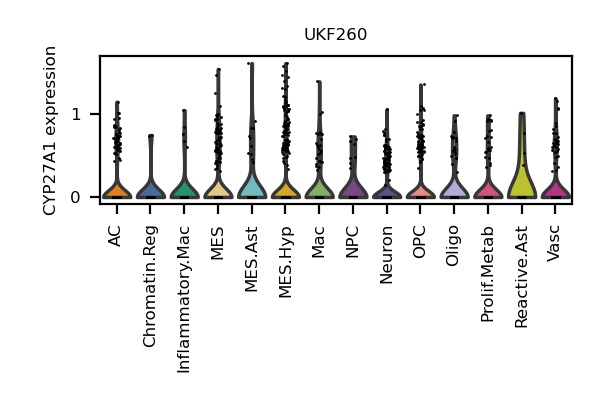 UKF260
CYP27A1 expression
1
0
AC
Chromatin.Reg
Inflammatory.Mac
MES
MES.Ast
MES.Hyp
Mac
NPC
Neuron
OPC
Oligo
Prolif.Metab
Reactive.Ast
Vasc